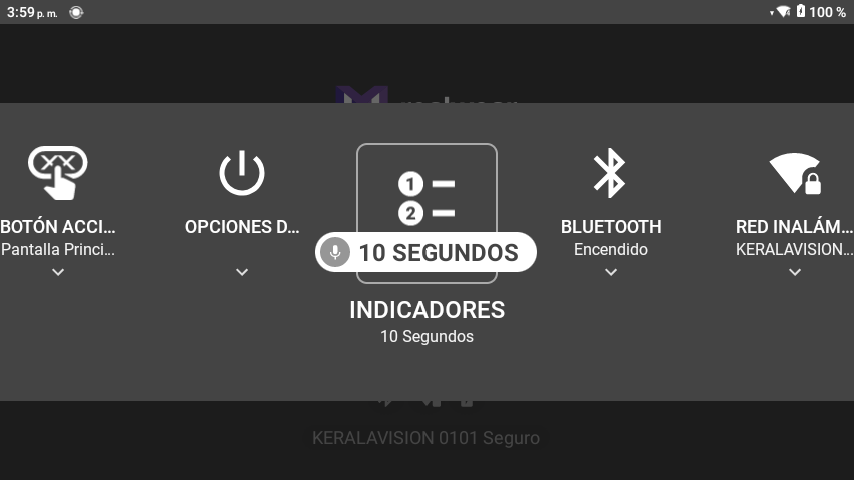 3:59 p. m.
100 %
BOTÓN ACCI...
Pantalla Princi...
OPCIONES D...
1
2
10 SEGUNDOS
INDICADORES
10 Segundos
BLUETOOTH
Encendido
RED INALÁM...
KERALAVISION...
KERALAVISION 0101 Seguro